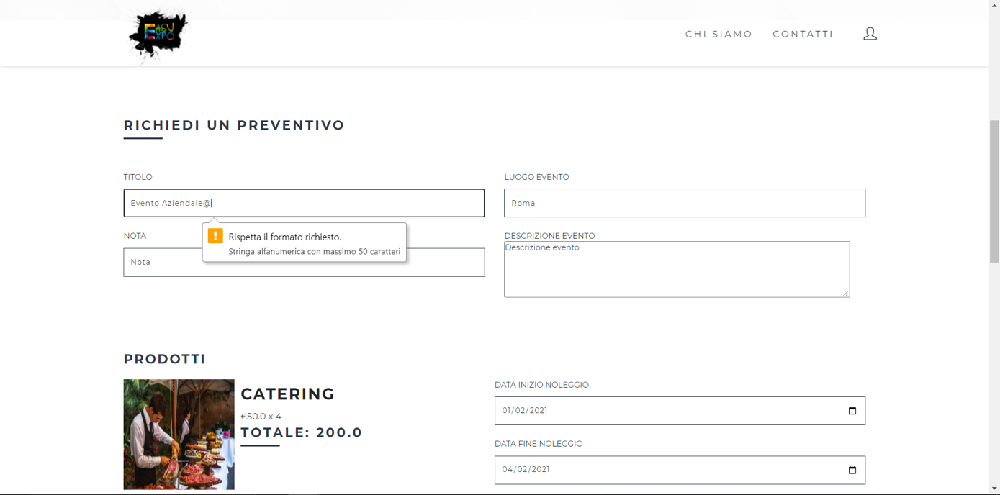 EASY
EXPO
CHI SIAMO
CONTATTI
RICHIEDI UN PREVENTIVO
TITOLO
Evento Aziendale@
LUOGO EVENTO
Roma
NOTA
Nota
Rispetta il formato richiesto.
Stringa alfanumerica con massimo 50 caratteri
DESCRIZIONE EVENTO
Descrizione evento
PRODOTTI
CATERING
€50.0 x 4
TOTALE: 200.0
DATA INIZIO NOLEGGIO
01/02/2021
DATA FINE NOLEGGIO
04/02/2021